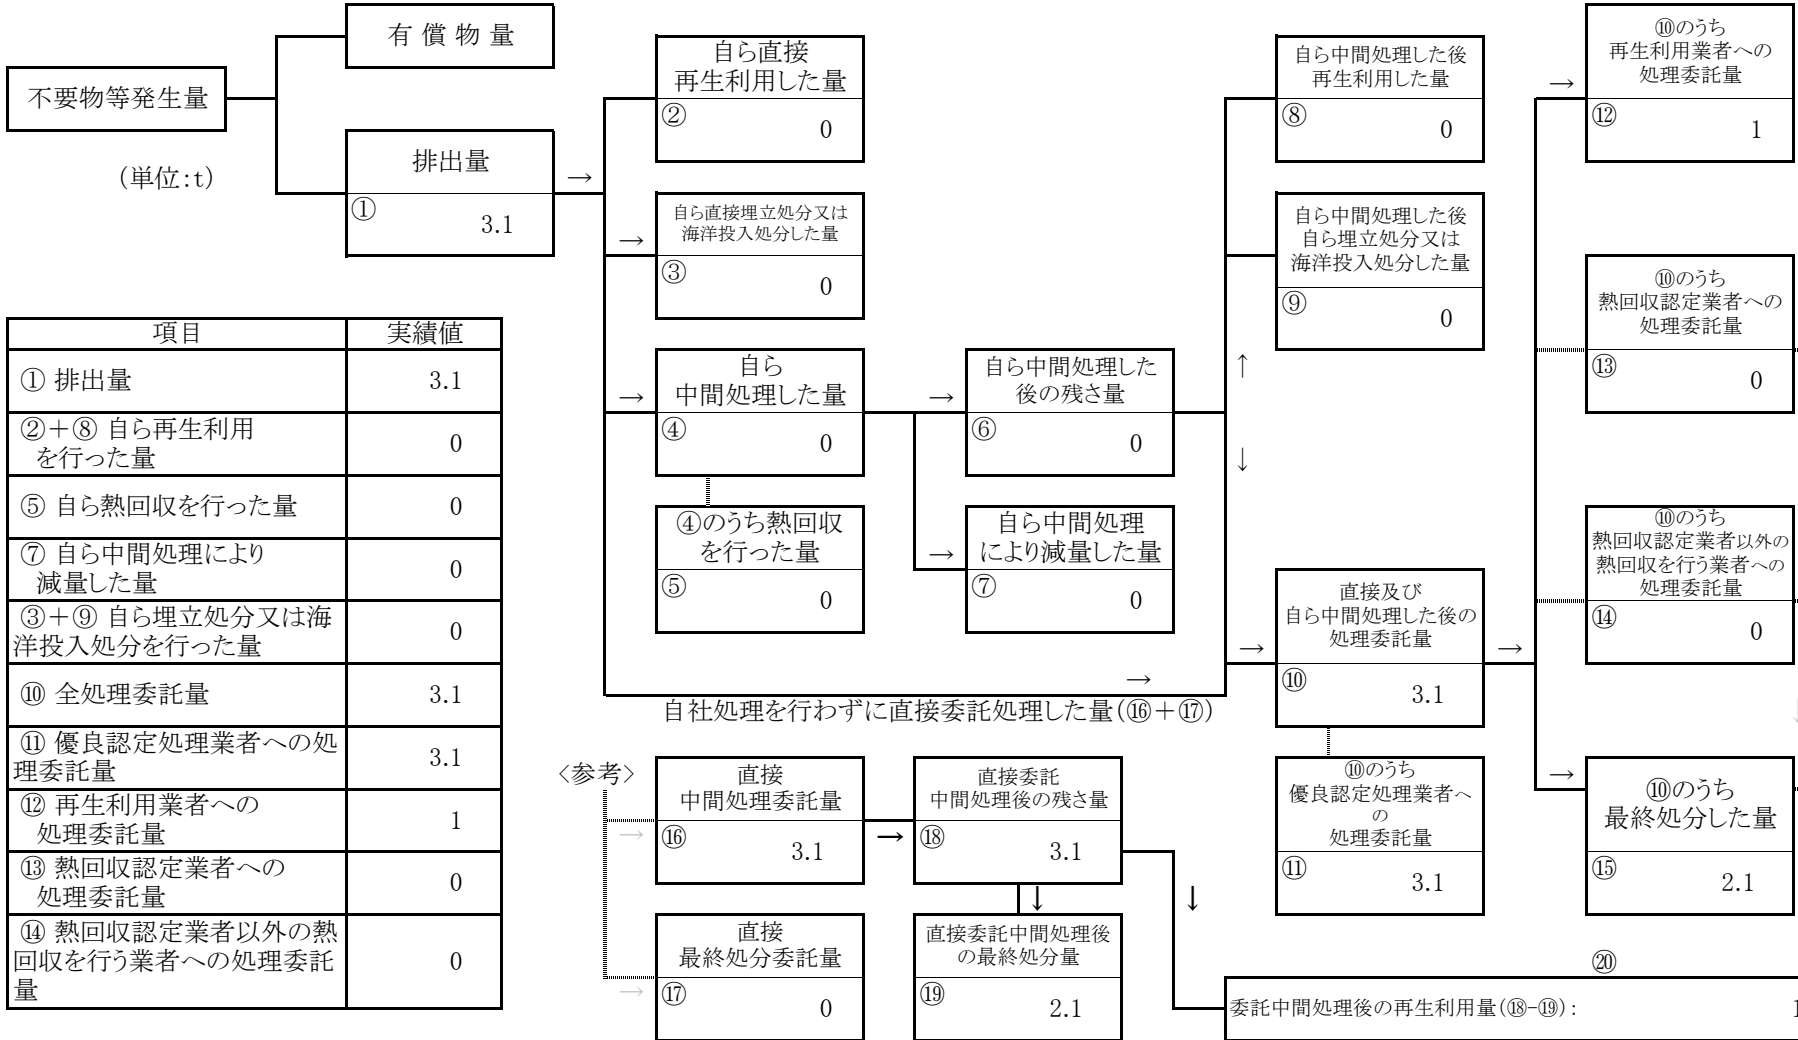 有 償 物 量
不要物等発生量
(単位:t)
排出量
①
3.1
→
自ら直接
再生利用した量
②
0
→
自ら直接埋立処分又は
海洋投入処分した量
③
0
→
自ら
中間処理した量
④
0
④のうち熱回収
を行った量
⑤
0
→
自ら中間処理した
後の残さ量
⑥
0
→
自ら中間処理
により減量した量
⑦
0
自ら中間処理した後
再生利用した量
⑧
0
自ら中間処理した後
自ら埋立処分又は
海洋投入処分した量
⑨
0
↑
↓
→
直接及び
自ら中間処理した後の
処理委託量
⑩
3.1
→
⑩のうち
優良認定処理業者へ
の
処理委託量
⑪
3.1
→
⑩のうち
再生利用業者への
処理委託量
⑫
1
⑩のうち
熱回収認定業者への
処理委託量
⑬
0
⑩のうち
熱回収認定業者以外の
熱回収を行う業者への
処理委託量
⑭
0
↓
→
⑩のうち
最終処分した量
⑮
2.1
→
自社処理を行わずに直接委託処理した量(⑯+⑰)
<参考>
→
直接
中間処理委託量
⑯
3.1
→
直接委託
中間処理後の残さ量
⑱
3.1
↓
↓
→
直接
最終処分委託量
⑰
0
直接委託中間処理後
の最終処分量
⑲
2.1
⑳
委託中間処理後の再生利用量(⑱-⑲): 1
項目 実績値
① 排出量 3.1
②+⑧ 自ら再生利用
を行った量 0
⑤ 自ら熱回収を行った量 0
⑦ 自ら中間処理により
減量した量 0
③+⑨ 自ら埋立処分又は海
洋投入処分を行った量 0
⑩ 全処理委託量 3.1
⑪ 優良認定処理業者への処
理委託量 3.1
⑫ 再生利用業者への
処理委託量 1
⑬ 熱回収認定業者への
処理委託量 0
⑭ 熱回収認定業者以外の熱
回収を行う業者への処理委託
量 0